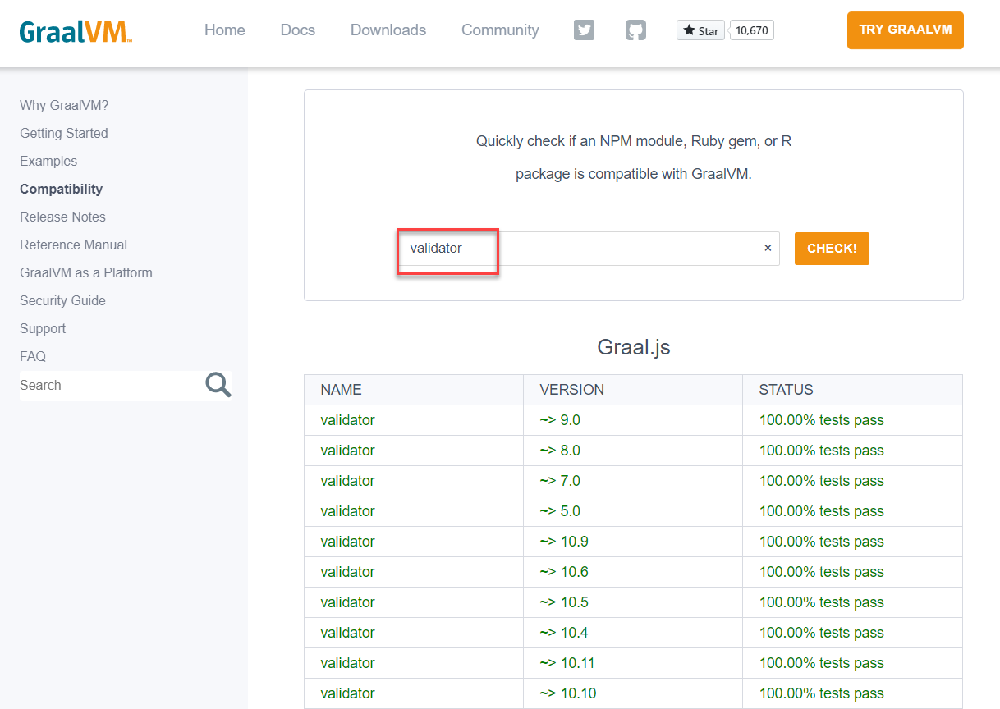 GraalVM™ Home Docs Downloads Community Star 10,670 TRY GRAALVM
Why GraalVM?
Getting Started
Examples
Compatibility
Release Notes
Reference Manual
GraalVM as a Platform
Security Guide
Support
FAQ
Search
Quickly check if an NPM module, Ruby gem, or R
package is compatible with GraalVM.
validator × CHECK!
Graal.js
NAME VERSION STATUS
validator ~> 9.0 100.00% tests pass
validator ~> 8.0 100.00% tests pass
validator ~> 7.0 100.00% tests pass
validator ~> 5.0 100.00% tests pass
validator ~> 10.9 100.00% tests pass
validator ~> 10.6 100.00% tests pass
validator ~> 10.5 100.00% tests pass
validator ~> 10.4 100.00% tests pass
validator ~> 10.11 100.00% tests pass
validator ~> 10.10 100.00% tests pass